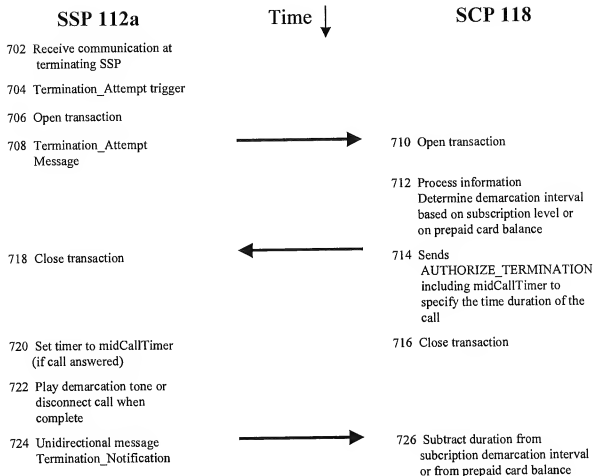 SSP 112a
Time
SCP 118
702 Receive communication at
terminating SSP
704 Termination_Attempt trigger
706 Open transaction
708 Termination_Attempt
Message
710 Open transaction
712 Process information
Determine demarcation interval
based on subscription level or
on prepaid card balance
718 Close transaction
714 Sends
AUTHORIZE_TERMINATION
including midCallTimer to
specify the time duration of the
call
720 Set timer to midCallTimer
(if call answered)
716 Close transaction
722 Play demarcation tone or
disconnect call when
complete
724 Unidirectional message
Termination_Notification
726 Subtract duration from
subcription demarcation interval
or from prepaid card balance